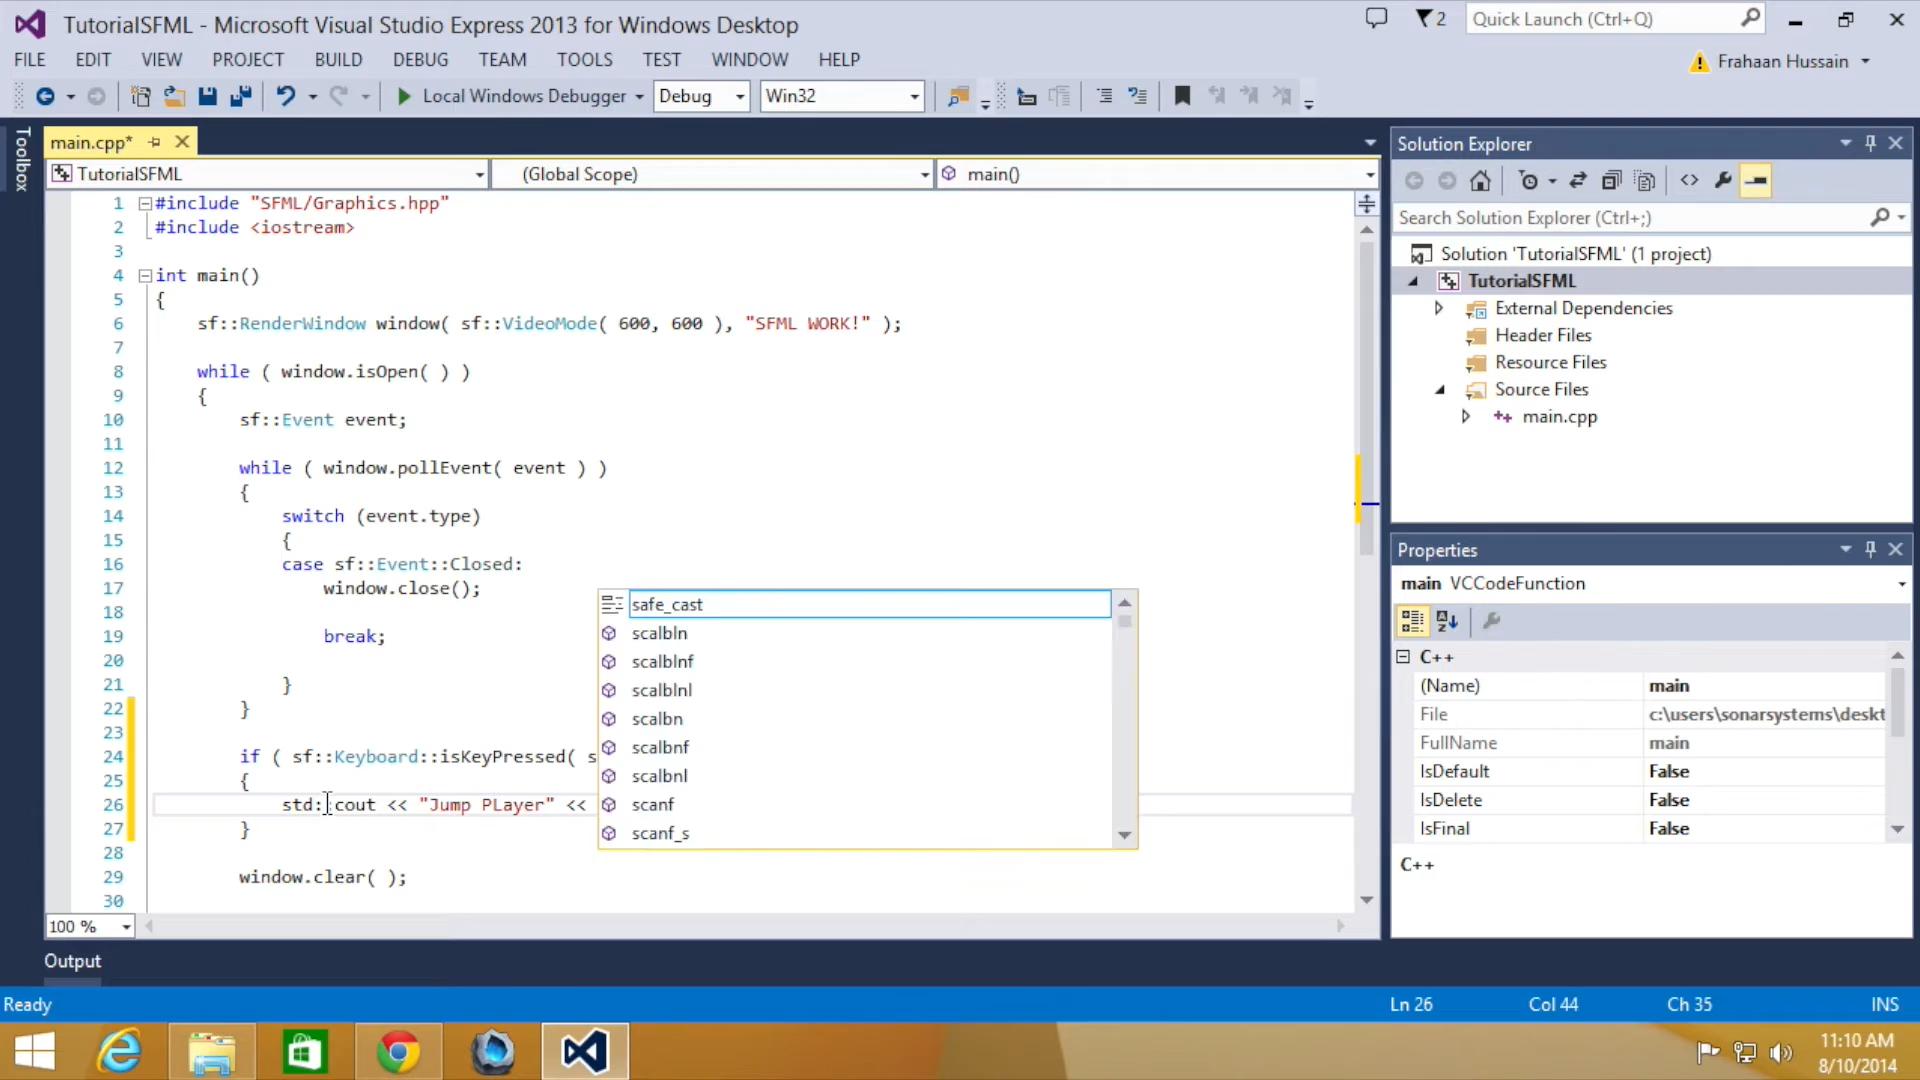 TutorialSFML - Microsoft Visual Studio Express 2013 for Windows Desktop
2
Quick Launch (Ctrl+Q)
FILE EDIT VIEW PROJECT BUILD DEBUG TEAM TOOLS TEST WINDOW HELP
Frahaan Hussain
Local Windows Debugger Debug Win32
Toolbox
main.cpp*
TutorialSFML (Global Scope) main()
1 #include "SFML/Graphics.hpp"
2 #include <iostream>
3
4 int main()
5 {
6 sf::RenderWindow window( sf::VideoMode( 600, 600 ), "SFML WORK!" );
7
8 while ( window.isOpen( ) )
9 {
10 sf::Event event;
11
12 while ( window.pollEvent( event ) )
13 {
14 switch (event.type)
15 {
16 case sf::Event::Closed:
17 window.close();
18
19 break;
20
21 }
22 }
23
24 if ( sf::Keyboard::isKeyPressed( s
25 {
26 std::cout << "Jump PLayer" <<
27 }
28
29 window.clear( );
30
safe_cast
scalbln
scalblnf
scalblnl
scalbn
scalbnf
scalbnl
scanf
scanf_s
100 %
Output
Solution Explorer
Search Solution Explorer (Ctrl+;)
Solution 'TutorialSFML' (1 project)
TutorialSFML
External Dependencies
Header Files
Resource Files
Source Files
main.cpp
Properties
main VCCodeFunction
C++
(Name) main
File c:\users\sonarsystems\deskt
FullName main
IsDefault False
IsDelete False
IsFinal False
C++
Ready Ln 26 Col 44 Ch 35 INS
11:10 AM
8/10/2014